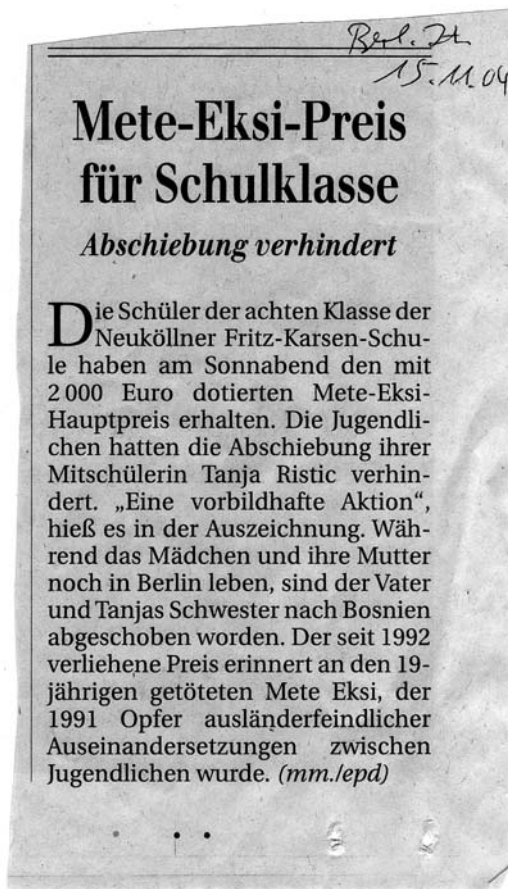 Berl. Zt.
15.11.04
Mete-Eksi-Preis
für Schulklasse
Abschiebung verhindert
Die Schüler der achten Klasse der
Neuköllner Fritz-Karsen-Schu-
le haben am Sonnabend den mit
2 000 Euro dotierten Mete-Eksi-
Hauptpreis erhalten. Die Jugendli-
chen hatten die Abschiebung ihrer
Mitschülerin Tanja Ristic verhin-
dert. „Eine vorbildhafte Aktion“,
hieß es in der Auszeichnung. Wäh-
rend das Mädchen und ihre Mutter
noch in Berlin leben, sind der Vater
und Tanjas Schwester nach Bosnien
abgeschoben worden. Der seit 1992
verliehene Preis erinnert an den 19-
jährigen getöteten Mete Eksi, der
1991 Opfer ausländerfeindlicher
Auseinandersetzungen zwischen
Jugendlichen wurde. (mm./epd)